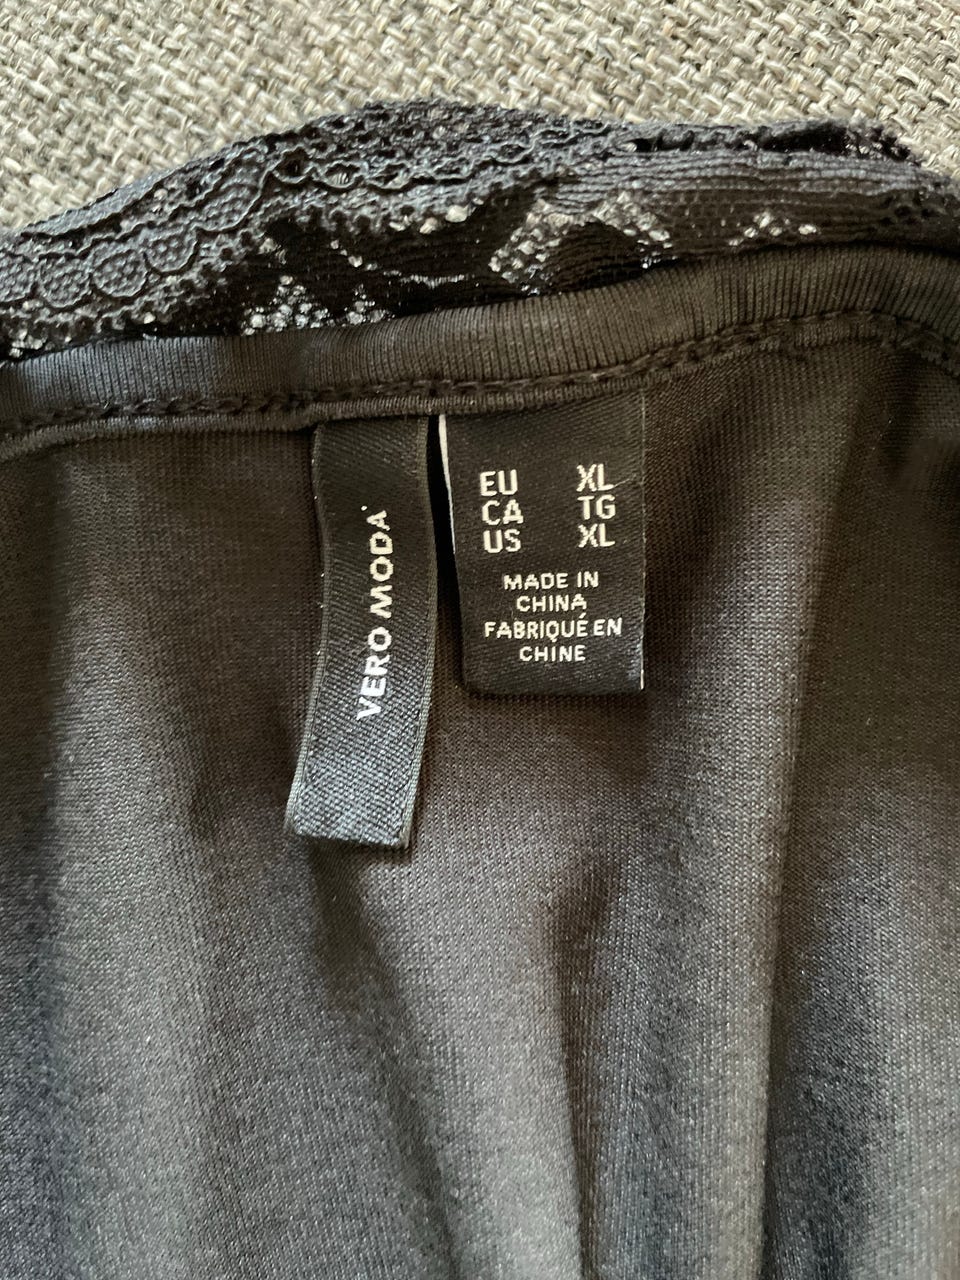 VERO MODA
EU XL
CA TG
US XL
MADE IN
CHINA
FABRIQUÉ EN
CHINE